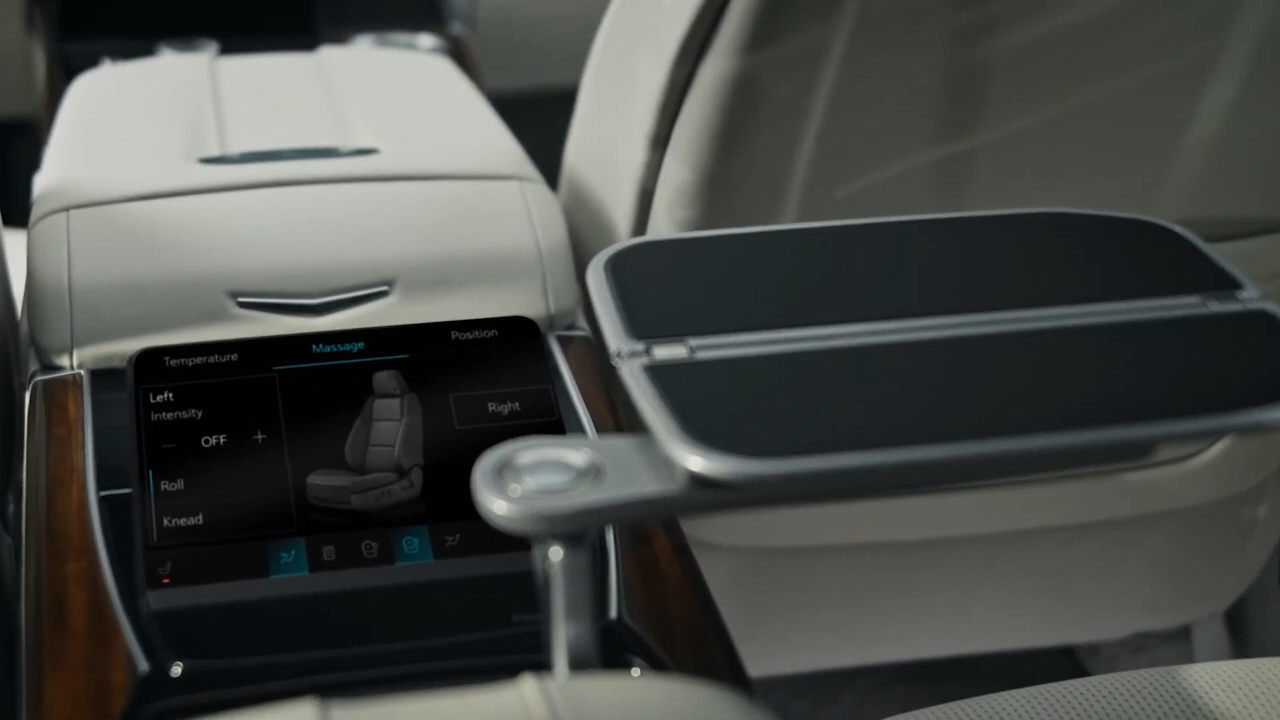 Temperature
Massage
Position
Left
Intensity
− OFF +
Roll
Knead
Right